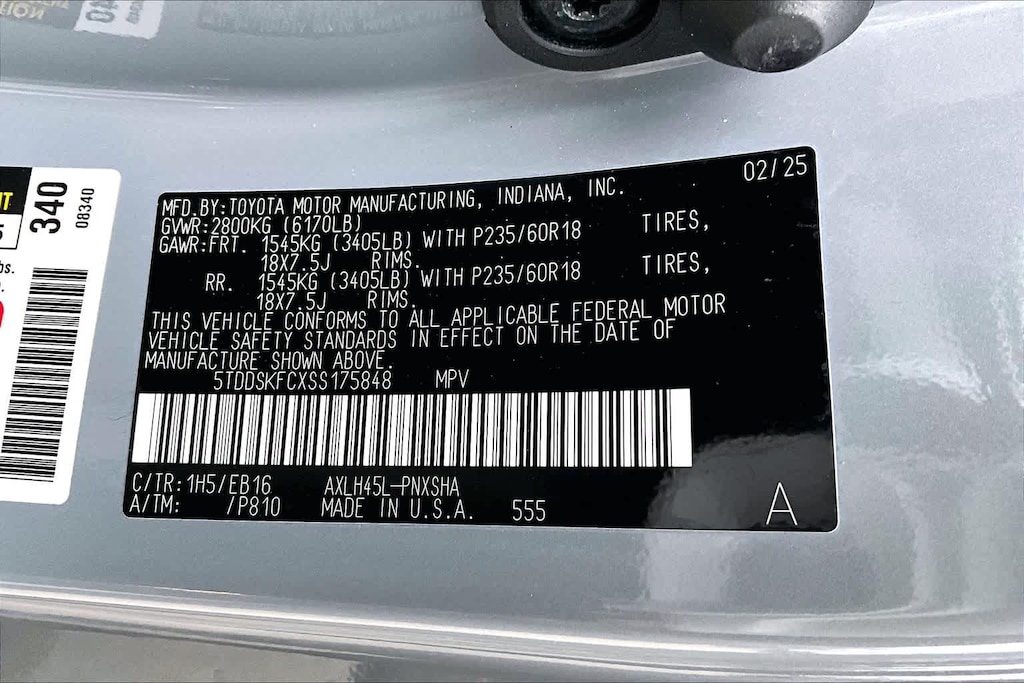 340
08340
02/25
MFD.BY:TOYOTA MOTOR MANUFACTURING, INDIANA, INC.
GVWR:2800KG (6170LB)
GAWR:FRT. 1545KG (3405LB) WITH P235/60R18 TIRES,
18X7.5J RIMS.
RR. 1545KG (3405LB) WITH P235/60R18 TIRES,
18X7.5J RIMS.
THIS VEHICLE CONFORMS TO ALL APPLICABLE FEDERAL MOTOR
VEHICLE SAFETY STANDARDS IN EFFECT ON THE DATE OF
MANUFACTURE SHOWN ABOVE.
5TDDSKFCXSS175848 MPV
C/TR:1H5/EB16 AXLH45L-PNXSHA
A/TM: /P810 MADE IN U.S.A. 555
A